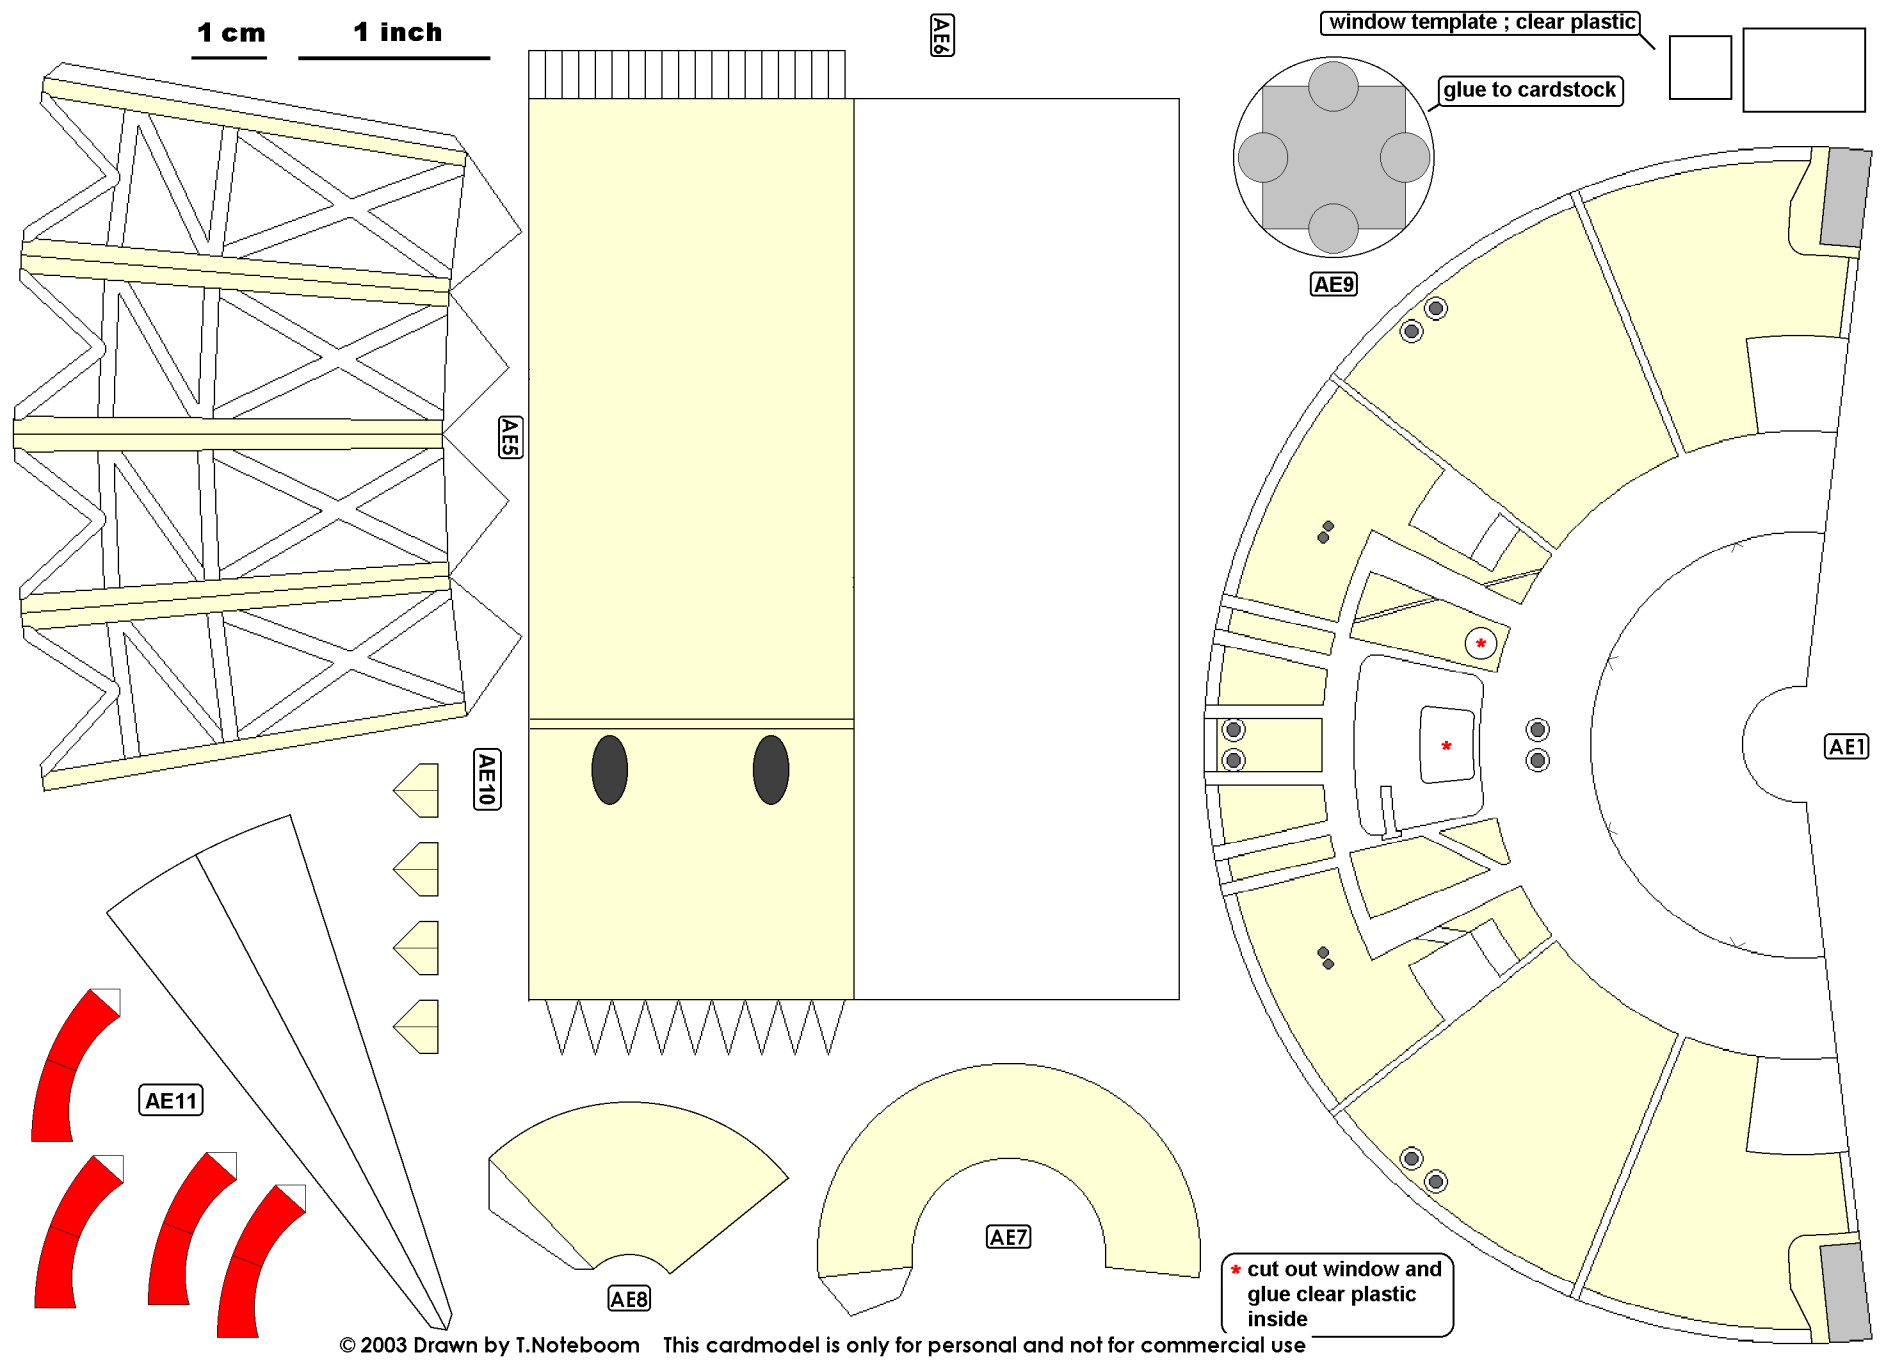 1 cm
1 inch
AE6
window template ; clear plastic
glue to cardstock
AE9
AE5
AE10
AE1
AE11
AE7
AE8
* cut out window and
glue clear plastic
inside
*
*
© 2003 Drawn by T.Noteboom This cardmodel is only for personal and not for commercial use